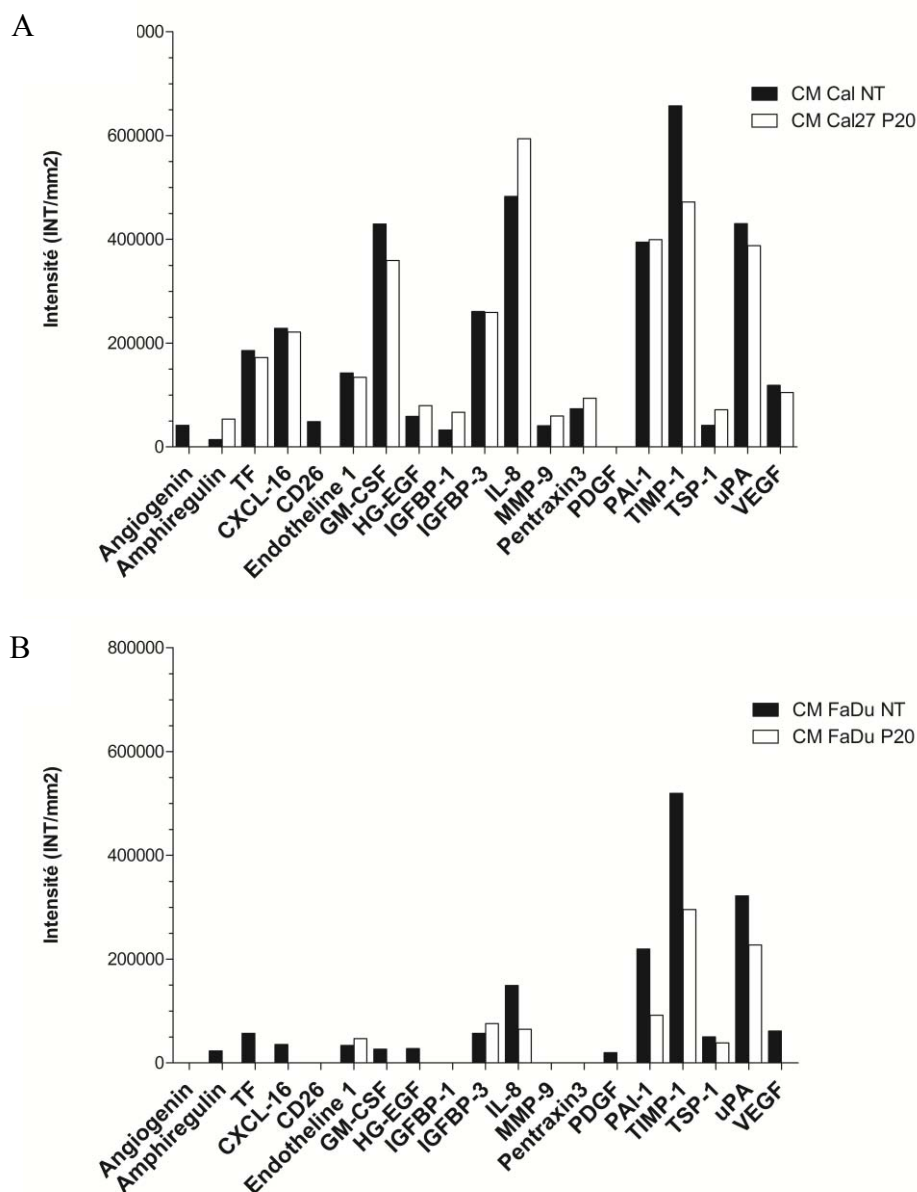 A
000
600000
400000
200000
0
Intensité (INT/mm2)
CM Cal NT
CM Cal27 P20
Angiogenin
Amphiregulin
TF
CXCL-16
CD26
Endotheline 1
GM-CSF
HG-EGF
IGFBP-1
IGFBP-3
IL-8
MMP-9
Pentraxin3
PDGF
PAI-1
TIMP-1
TSP-1
uPA
VEGF
B
800000
600000
400000
200000
0
Intensité (INT/mm2)
CM FaDu NT
CM FaDu P20
Angiogenin
Amphiregulin
TF
CXCL-16
CD26
Endotheline 1
GM-CSF
HG-EGF
IGFBP-1
IGFBP-3
IL-8
MMP-9
Pentraxin3
PDGF
PAI-1
TIMP-1
TSP-1
uPA
VEGF